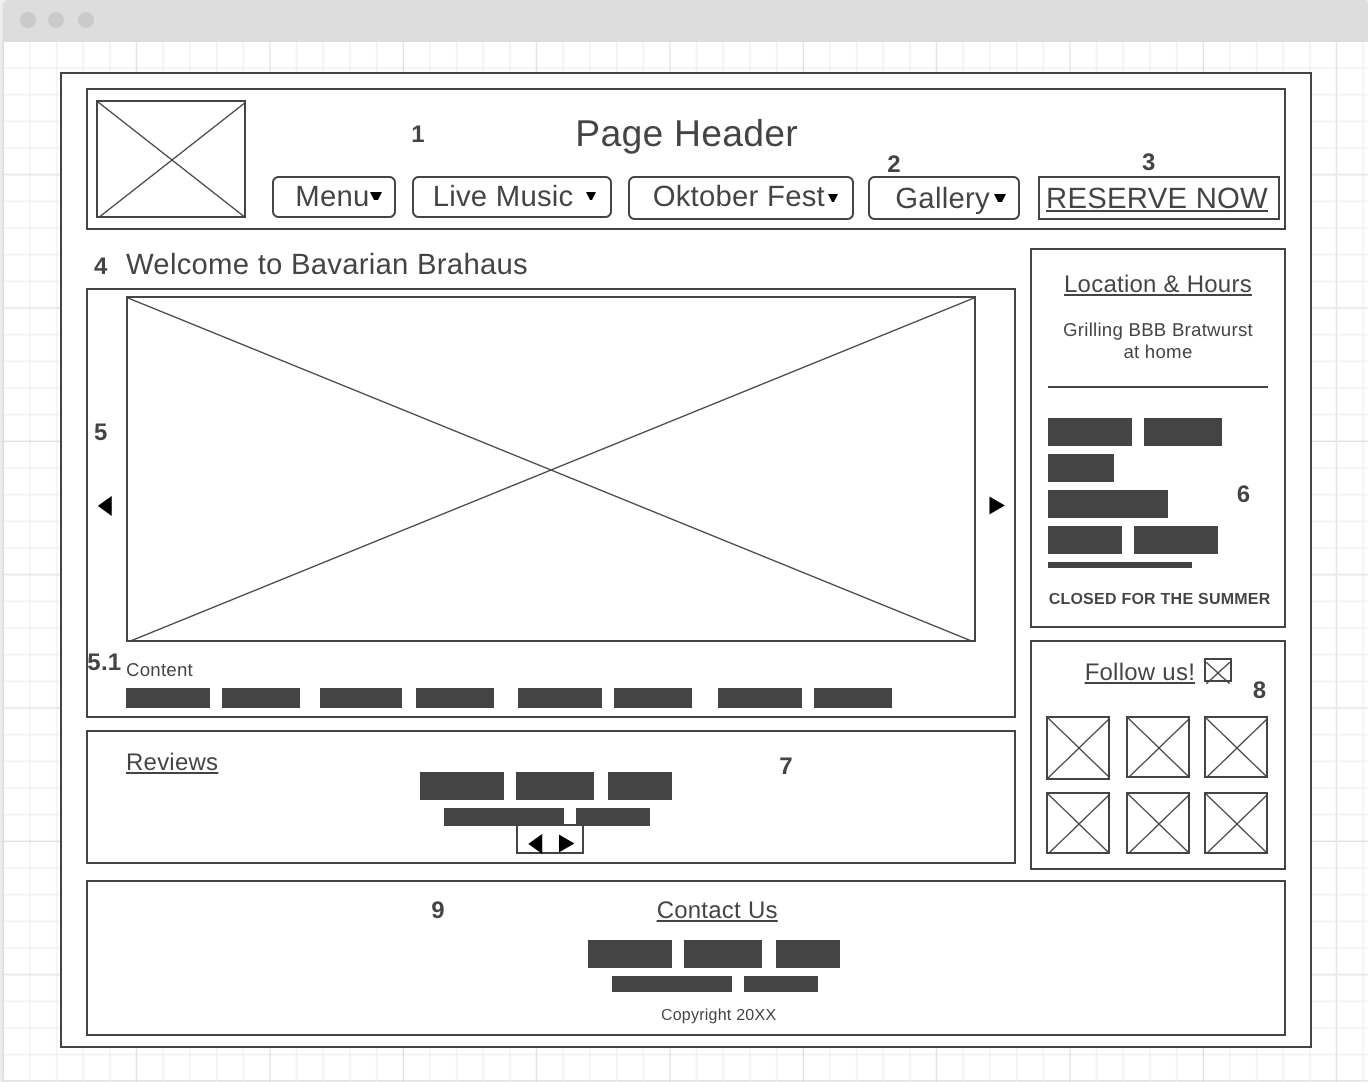 1
Page Header
2
3
Menu
Live Music
Oktober Fest
Gallery
RESERVE NOW
4
Welcome to Bavarian Brahaus
5
5.1
Content
Location & Hours
Grilling BBB Bratwurst
at home
6
CLOSED FOR THE SUMMER
Follow us!
8
Reviews
7
9
Contact Us
Copyright 20XX